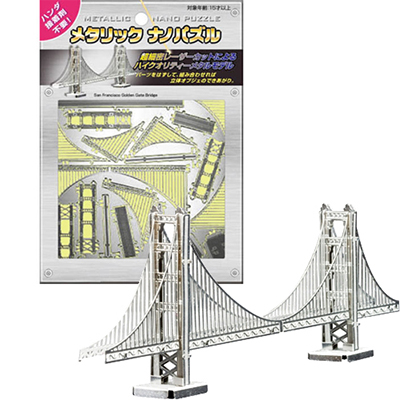 ハンダ
接着剤
不要!
対象年齢:15才以上
METALLIC NANO PUZZLE
メタリック ナノパズル
超細密レーザーカットによる
ハイクオリティーメタルモデル
パーツをはずして、組み合わせれば
立体オブジェのできあがり。
San Francisco Golden Gate Bridge